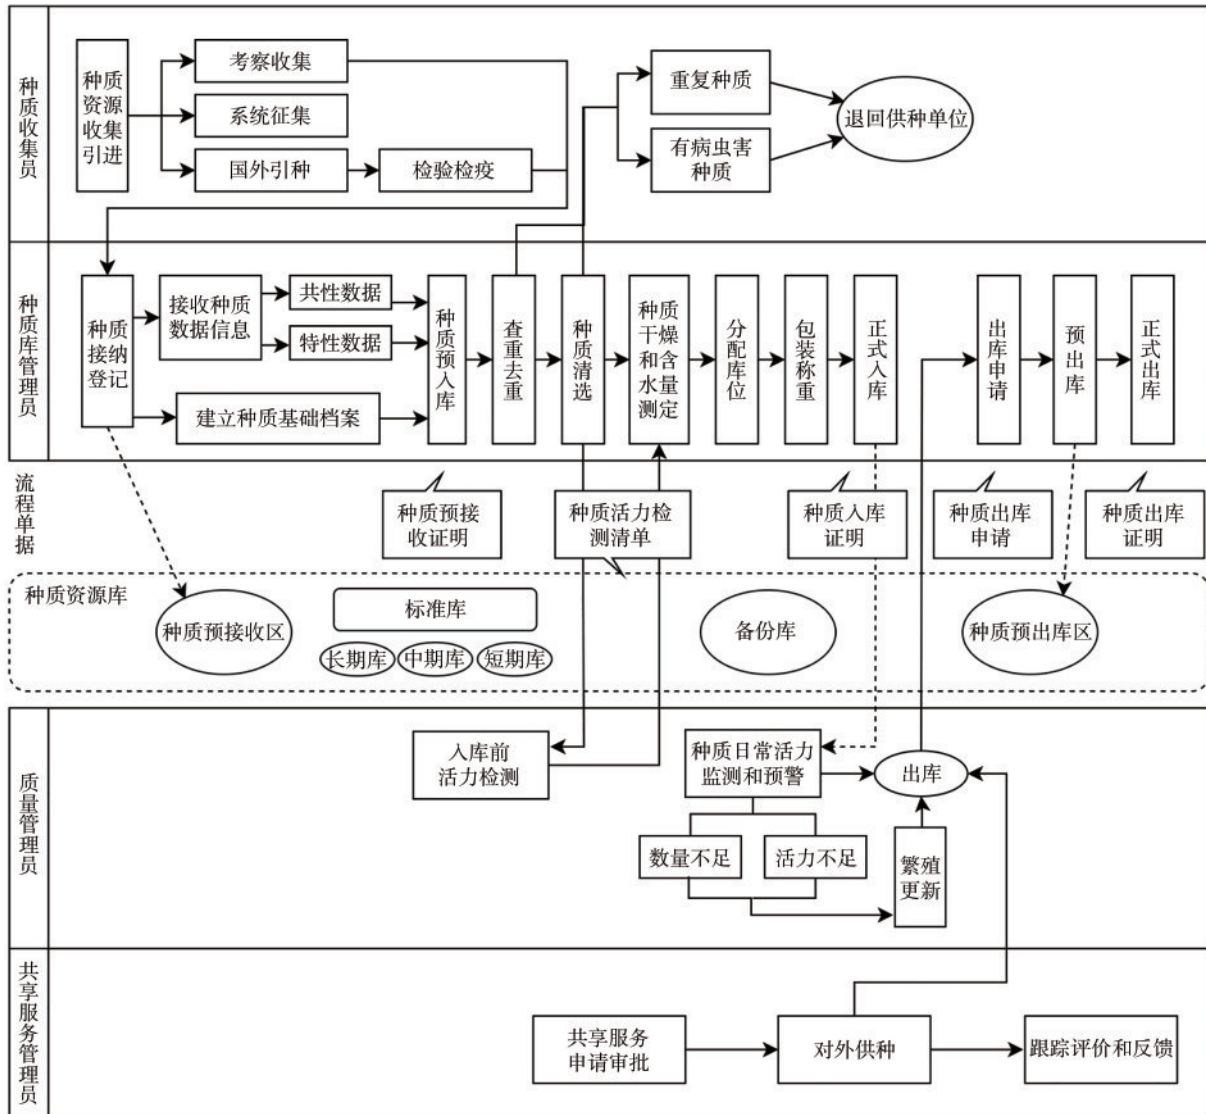 种质收集员
种质
资源
收集
引进
考察收集
系统征集
国外引种
检验检疫
重复种质
有病虫害
种质
退回供种单位
种质库管理员
种质
接纳
登记
接收种质
数据信息
共性数据
特性数据
建立种质基础档案
种质预入库
查重去重
种质清选
种质
干燥
和含
水量
测定
分配库位
包装称重
正式入库
出库申请
预出库
正式出库
流程单据
种质预接
收证明
种质活力检
测清单
种质入库
证明
种质出库
申请
种质出库
证明
种质资源库
种质预接收区
标准库
长期库
中期库
短期库
备份库
种质预出库区
质量管理员
入库前
活力检测
种质日常活力
监测和预警
出库
数量不足
活力不足
繁殖
更新
共享服务管理员
共享服务
申请审批
对外供种
跟踪评价和反馈